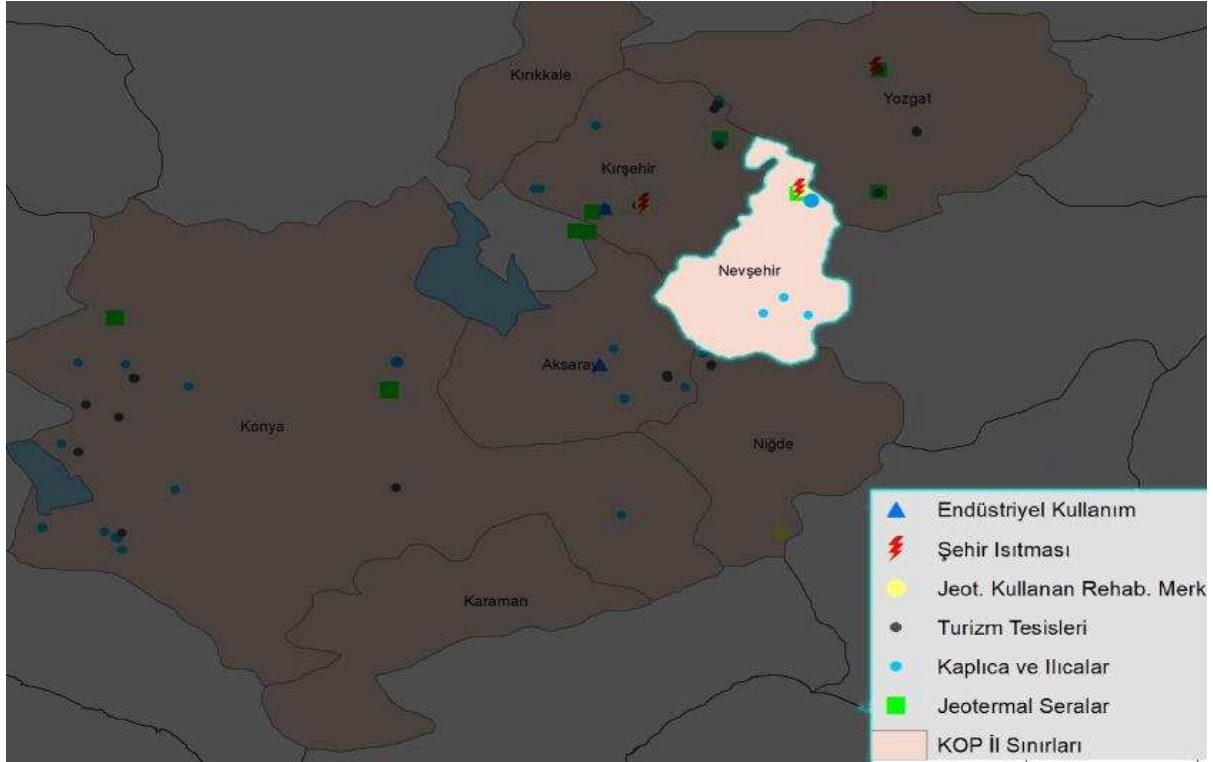 Kırıkkale
Yozgat
Kırşehir
Nevşehir
Aksaray
Konya
Niğde
Karaman
Endüstriyel Kullanım
Şehir Isıtması
Jeot. Kullanan Rehab. Merk
Turizm Tesisleri
Kaplıca ve Ilıcalar
Jeotermal Seralar
KOP İl Sınırları